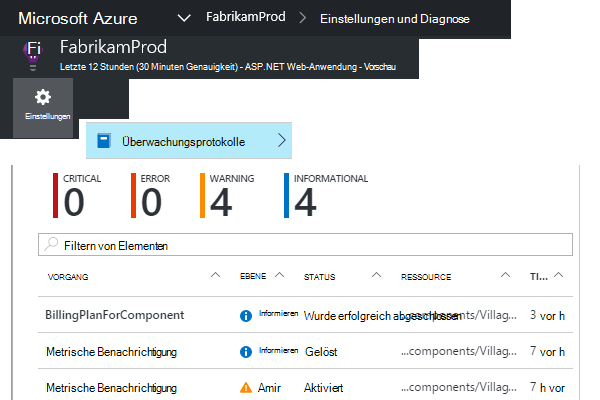 Microsoft Azure FabrikamProd Einstellungen und Diagnose
Fi FabrikamProd
Letzte 12 Stunden (30 Minuten Genauigkeit) - ASP.NET Web-Anwendung - Vorschau
Einstellungen
Überwachungsprotokolle
CRITICAL ERROR WARNING INFORMATIONAL
0 0 4 4
Filtern von Elementen
VORGANG EBENE STATUS RESSOURCE TI...
BillingPlanForComponent Informieren Wurde erfolgreich abgeschlossen ...components/Villag... 3 vor h
Metrische Benachrichtigung Informieren Gelöst ...components/Villag... 7 vor h
Metrische Benachrichtigung Amir Aktiviert ...components/Villag... 7 h vor